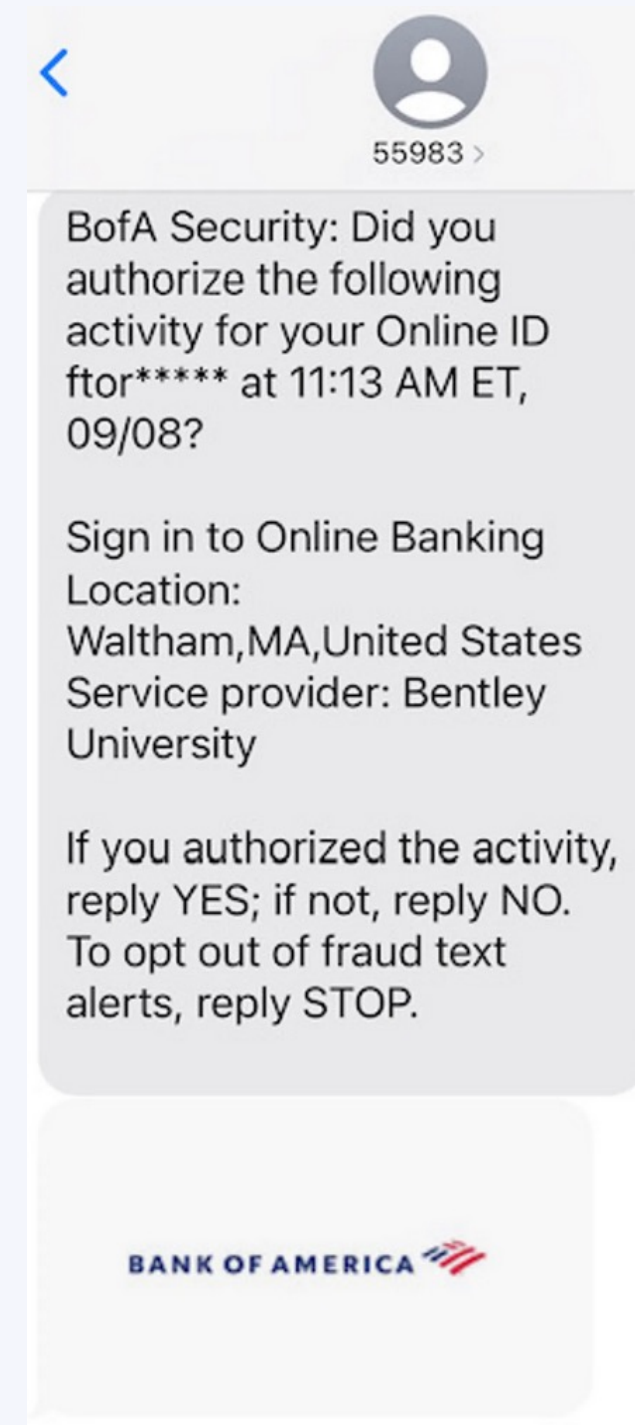 55983 >
BofA Security: Did you
authorize the following
activity for your Online ID
ftor***** at 11:13 AM ET,
09/08?
Sign in to Online Banking
Location:
Waltham,MA,United States
Service provider: Bentley
University
If you authorized the activity,
reply YES; if not, reply NO.
To opt out of fraud text
alerts, reply STOP.
BANK OF AMERICA